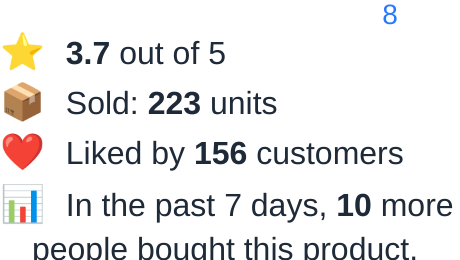 8
⭐ 3.7 out of 5
📦 Sold: 223 units
❤️ Liked by 156 customers
📊 In the past 7 days, 10 more
people bought this product.